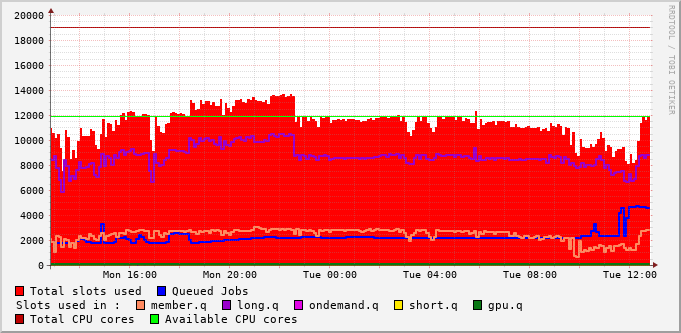 20000
18000
16000
14000
12000
10000
8000
6000
4000
2000
0
Mon 16:00 Mon 20:00 Tue 00:00 Tue 04:00 Tue 08:00 Tue 12:00
Total slots used Queued Jobs
Slots used in : member.q long.q ondemand.q short.q gpu.q
Total CPU cores Available CPU cores
RRDTOOL / TOBI OETIKER